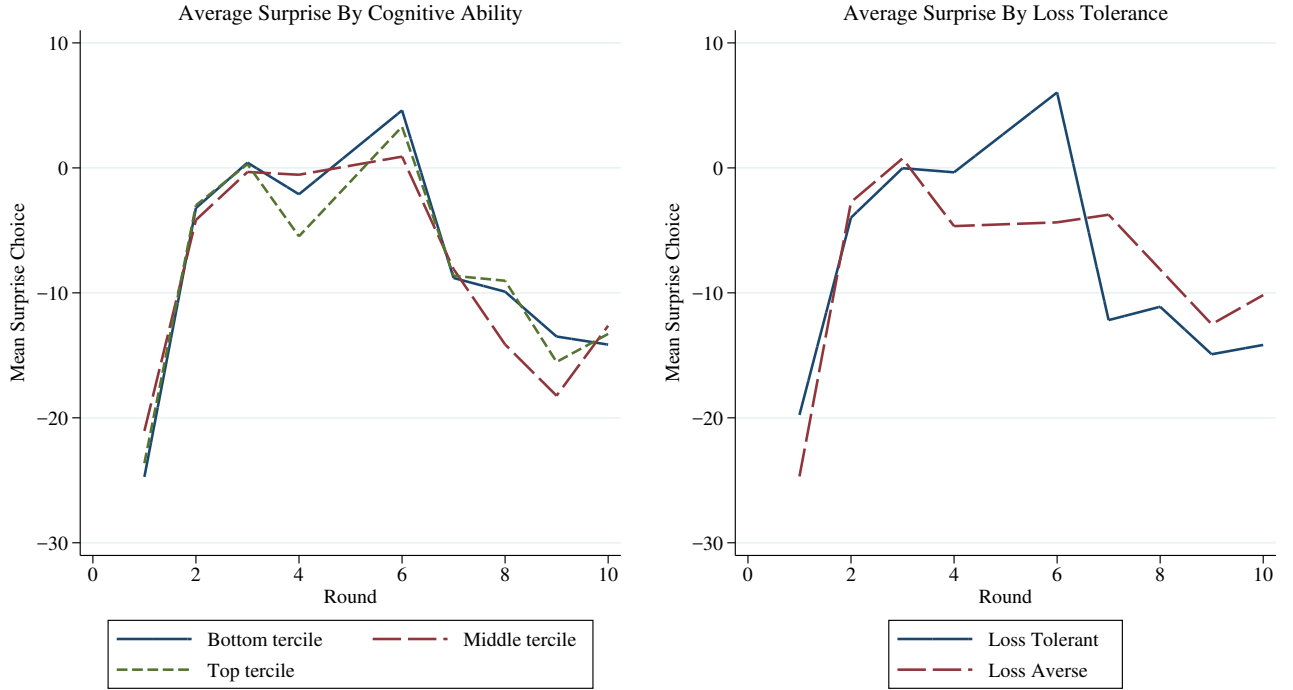 Average Surprise By Cognitive Ability
Mean Surprise Choice
10
0
−10
−20
−30
0 2 4 6 8 10
Round
Bottom tercile Middle tercile
Top tercile
Average Surprise By Loss Tolerance
Mean Surprise Choice
10
0
−10
−20
−30
0 2 4 6 8 10
Round
Loss Tolerant
Loss Averse